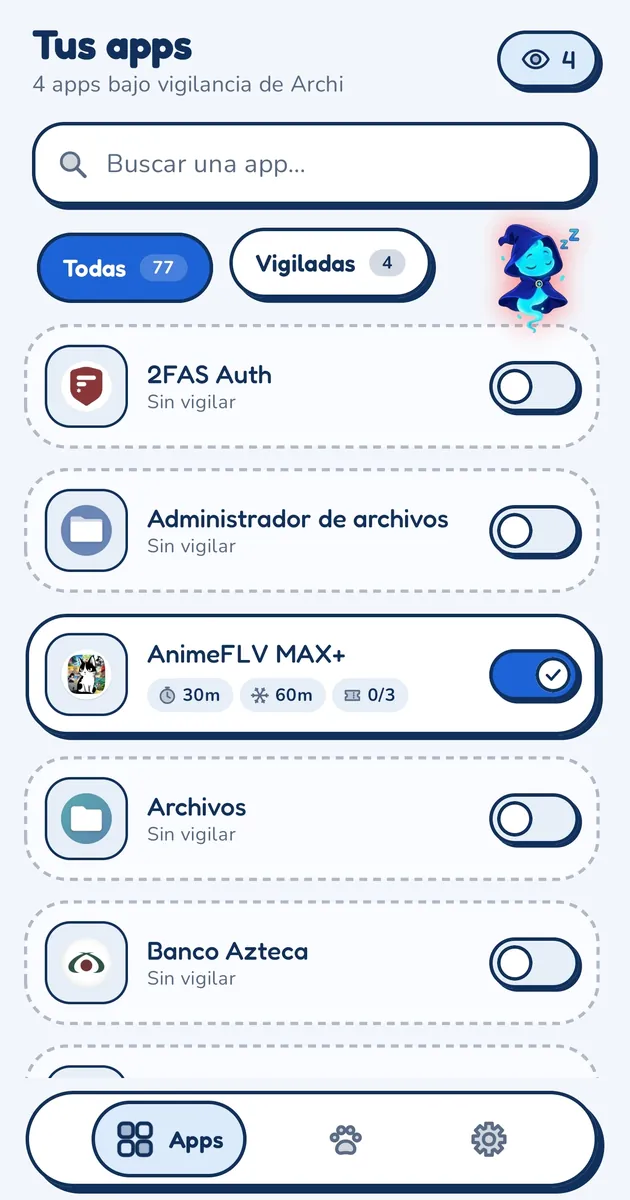 Tus apps
4 apps bajo vigilancia de Archi
4
Buscar una app...
Todas 77
Vigiladas 4
z z
2FAS Auth
Sin vigilar
Administrador de archivos
Sin vigilar
AnimeFLV MAX+
30m 60m 0/3
Archivos
Sin vigilar
Banco Azteca
Sin vigilar
Apps